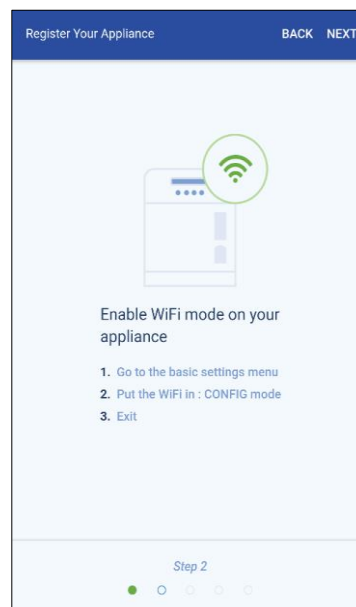 Register Your Appliance BACK NEXT
Enable WiFi mode on your
appliance
1. Go to the basic settings menu
2. Put the WiFi in : CONFIG mode
3. Exit
Step 2